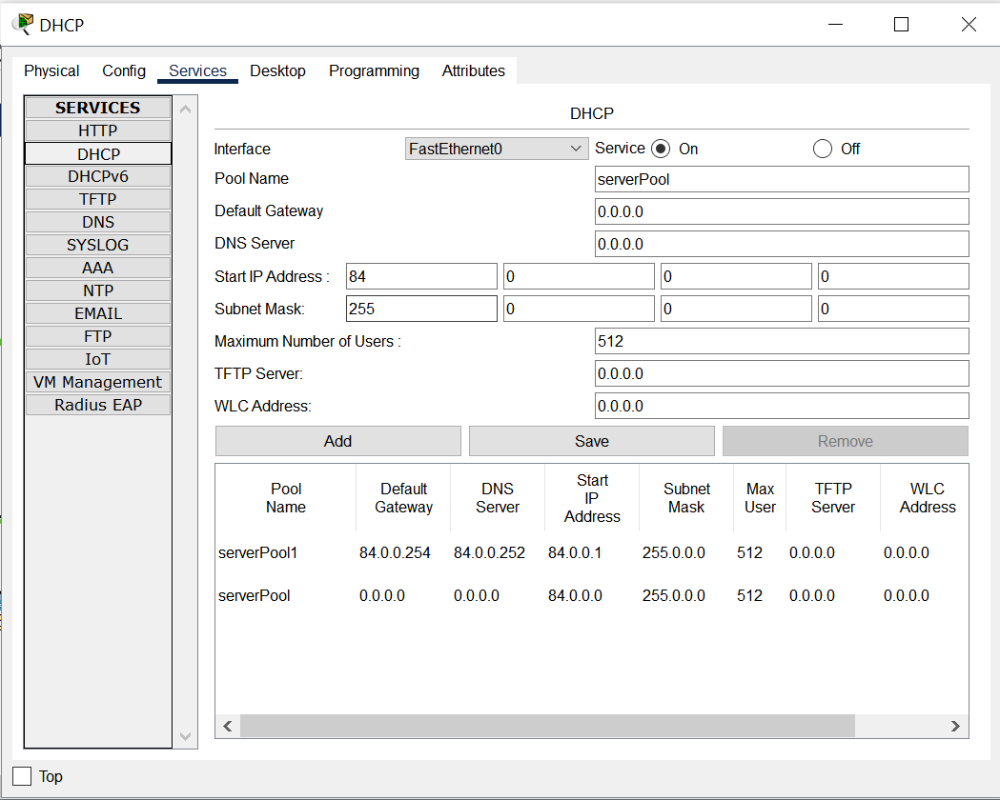 DHCP
Physical Config Services Desktop Programming Attributes
SERVICES
HTTP
DHCP
DHCPv6
TFTP
DNS
SYSLOG
AAA
NTP
EMAIL
FTP
IoT
VM Management
Radius EAP
DHCP
Interface FastEthernet0 Service On Off
Pool Name serverPool
Default Gateway 0.0.0.0
DNS Server 0.0.0.0
Start IP Address : 84 0 0 0
Subnet Mask: 255 0 0 0
Maximum Number of Users : 512
TFTP Server: 0.0.0.0
WLC Address: 0.0.0.0
Add Save Remove
Pool Name Default Gateway DNS Server Start IP Address Subnet Mask Max User TFTP Server WLC Address
serverPool1 84.0.0.254 84.0.0.252 84.0.0.1 255.0.0.0 512 0.0.0.0 0.0.0.0
serverPool 0.0.0.0 0.0.0.0 84.0.0.0 255.0.0.0 512 0.0.0.0 0.0.0.0
Top